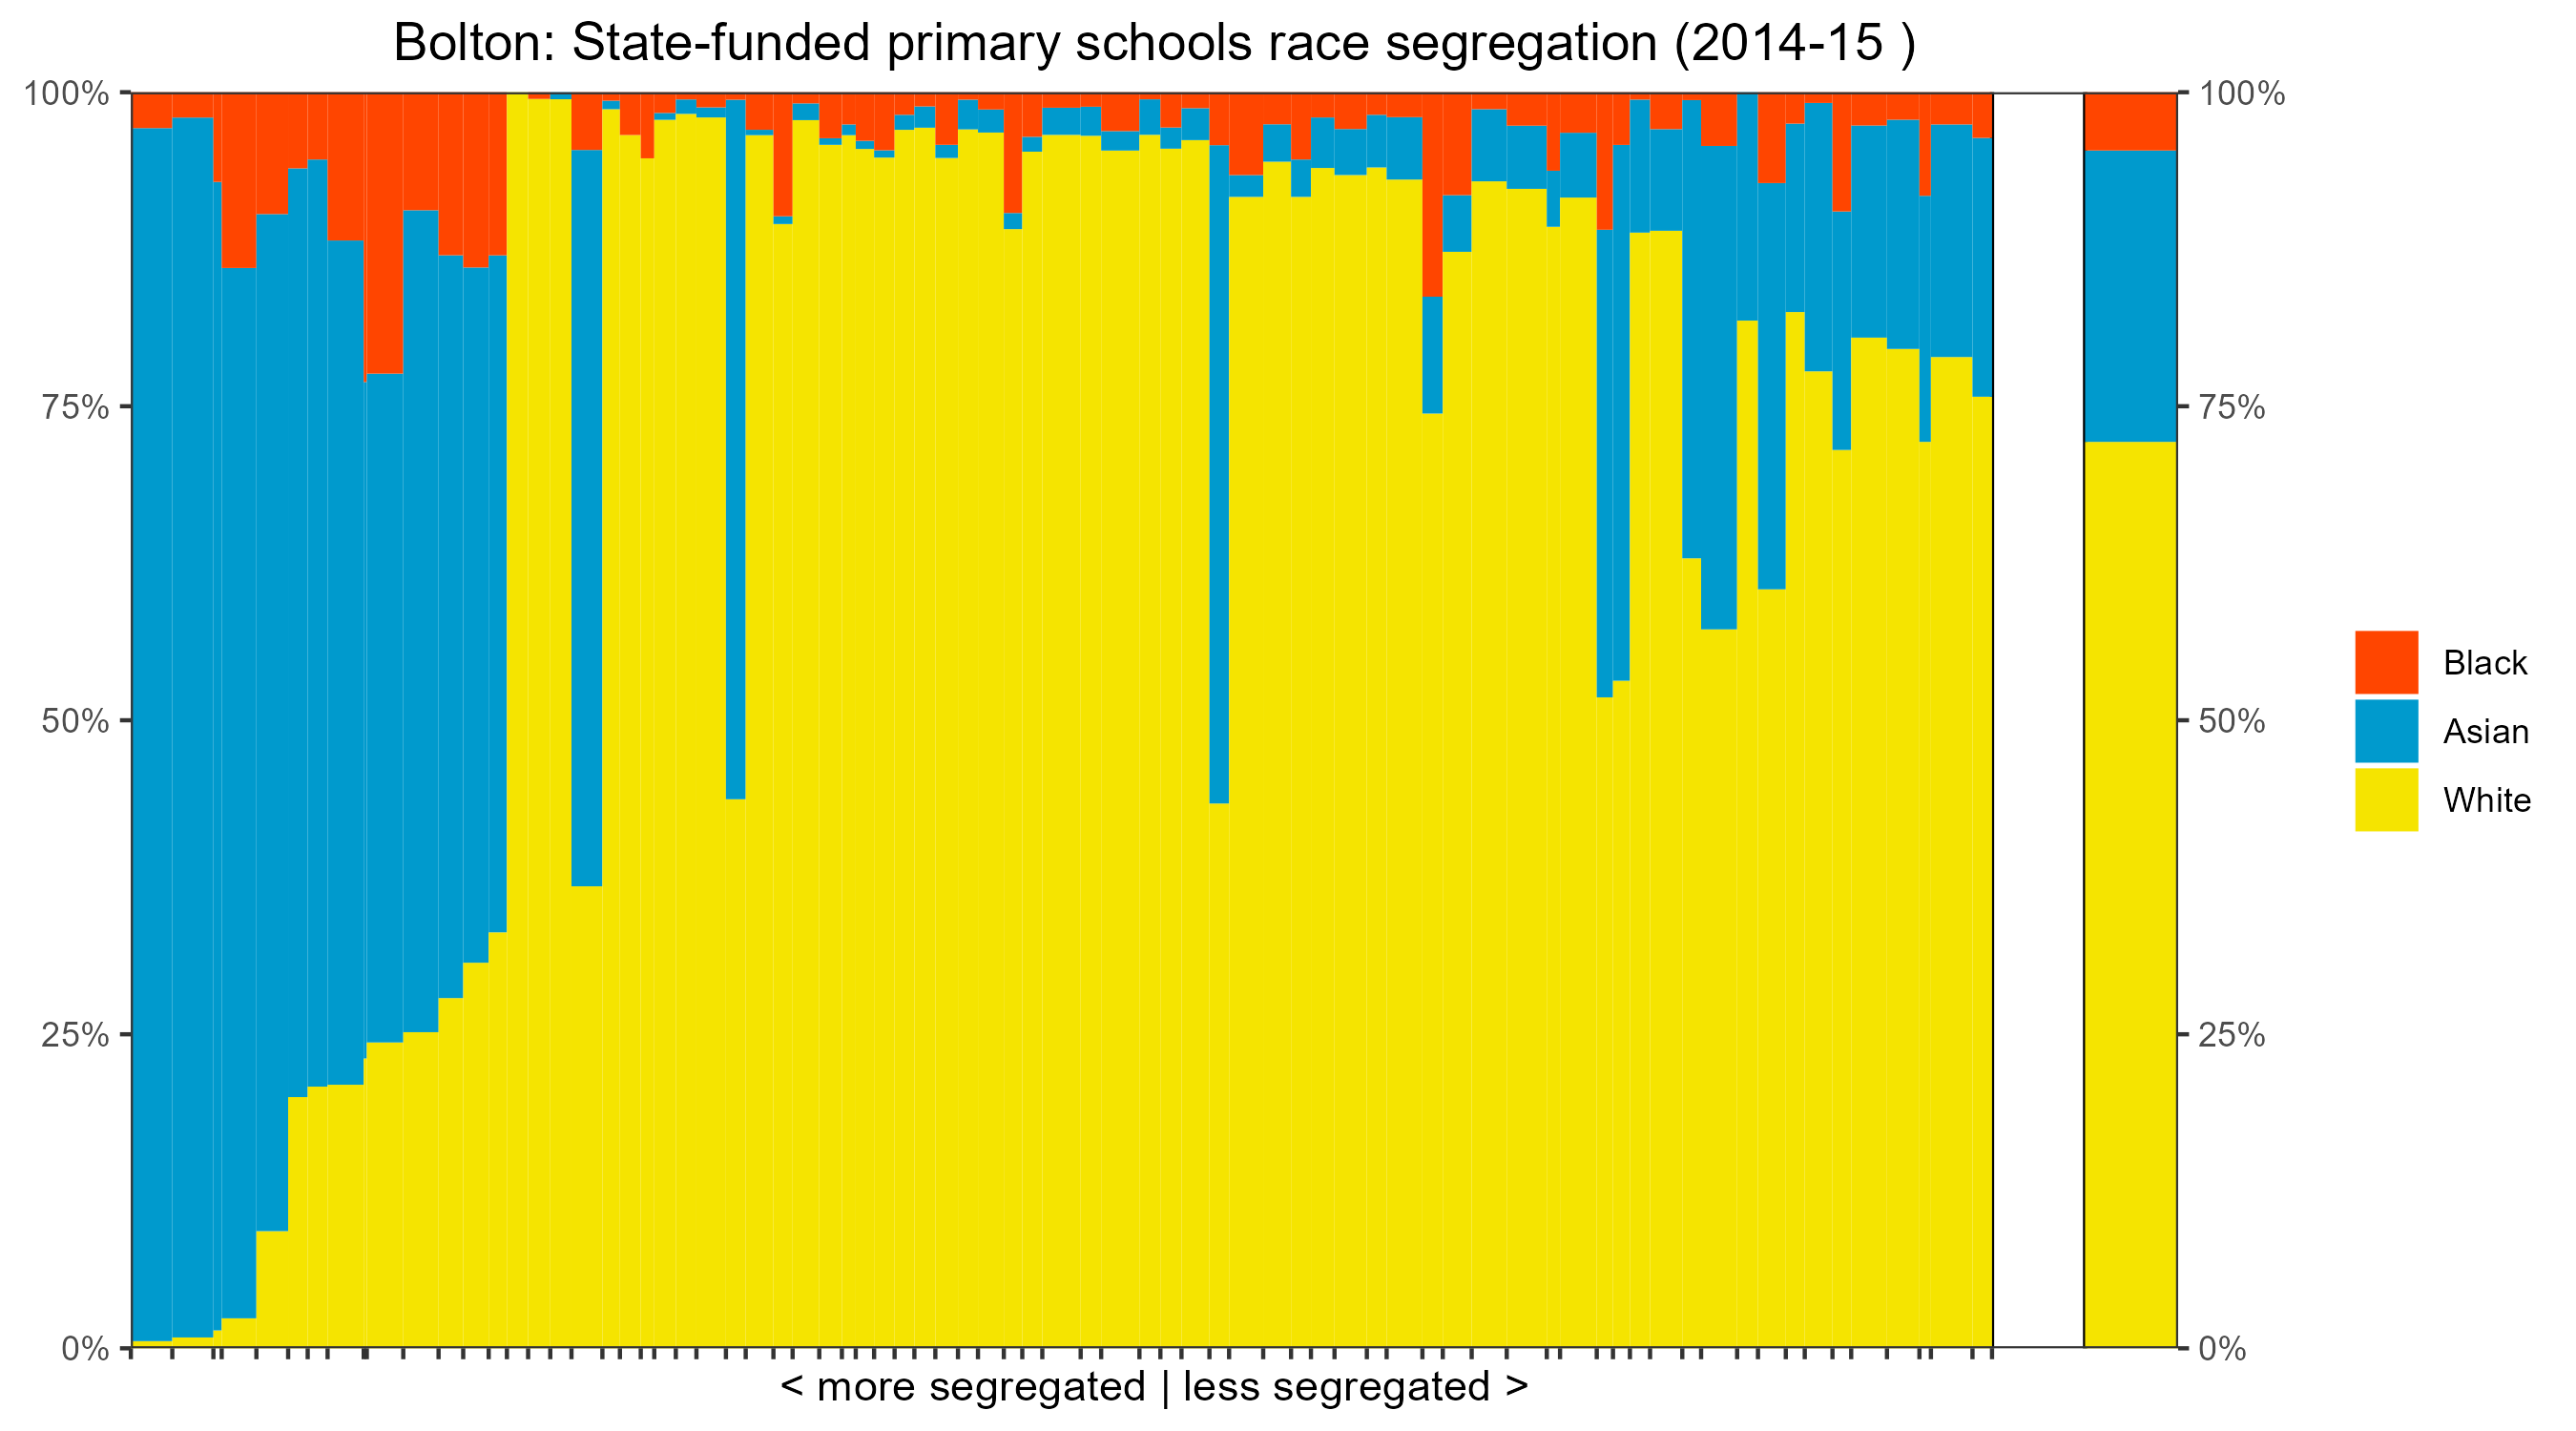 Bolton: State-funded primary schools race segregation (2014-15 )
100%
75%
50%
25%
0%
100%
75%
50%
25%
0%
Black
Asian
White
< more segregated | less segregated >